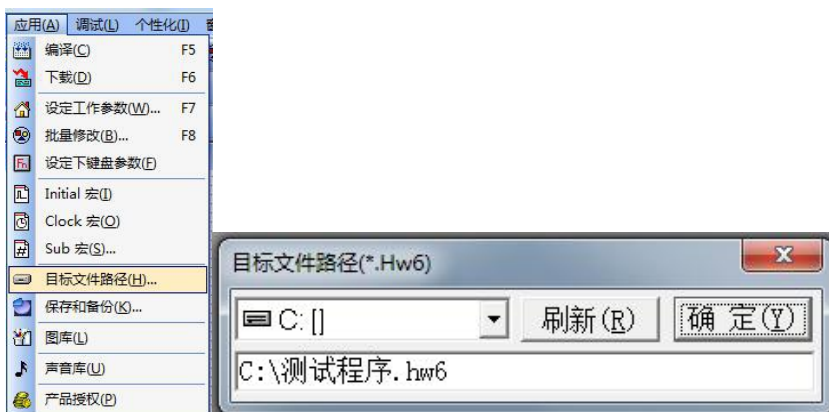 应用(A) 调试(L) 个性化(I)
编译(C) F5
下载(D) F6
设定工作参数(W)... F7
批量修改(B)... F8
设定下键盘参数(F)
Initial 宏(I)
Clock 宏(O)
Sub 宏(S)...
目标文件路径(H)...
保存和备份(K)...
图库(L)
声音库(U)
产品授权(P)
目标文件路径(*.Hw6)
C: []
刷新(R)
确 定(Y)
C:\测试程序.hw6